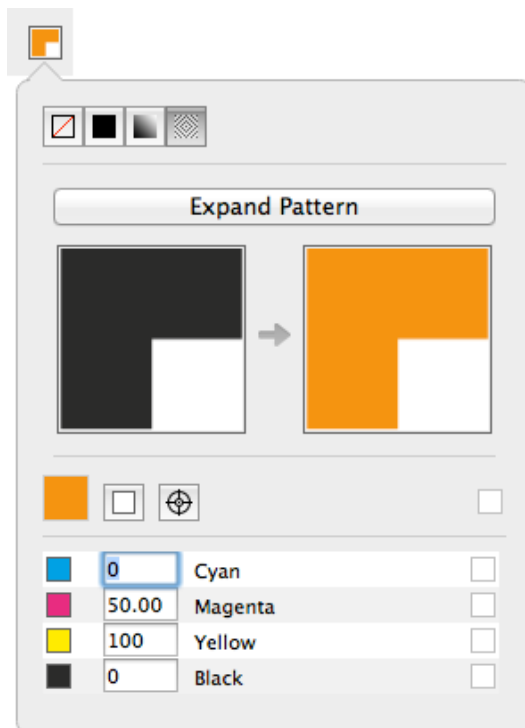 Expand Pattern
0 Cyan
50.00 Magenta
100 Yellow
0 Black